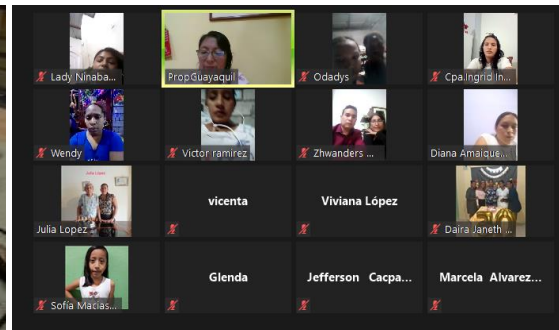 Lady Ninaba...
PropGuayaquil
Odadys
Cpa.Ingrid In...
Wendy
Victor ramirez
Zhwanders ...
Diana Amaique...
Julia Lopez
vicenta
Viviana López
Daira Janeth ...
Sofía Macías...
Glenda
Jefferson Cacpa...
Marcela Alvarez...